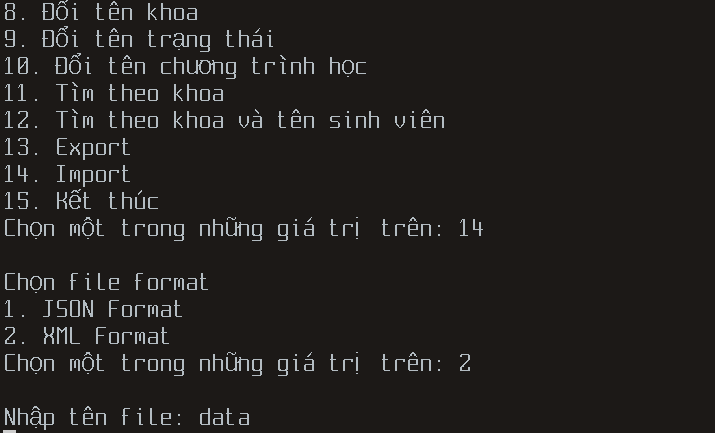 8. Đổi tên khoa
9. Đổi tên trạng thái
10. Đổi tên chương trình học
11. Tìm theo khoa
12. Tìm theo khoa và tên sinh viên
13. Export
14. Import
15. Kết thúc
Chọn một trong những giá trị trên: 14
Chọn file format
1. JSON Format
2. XML Format
Chọn một trong những giá trị trên: 2
Nhập tên file: data